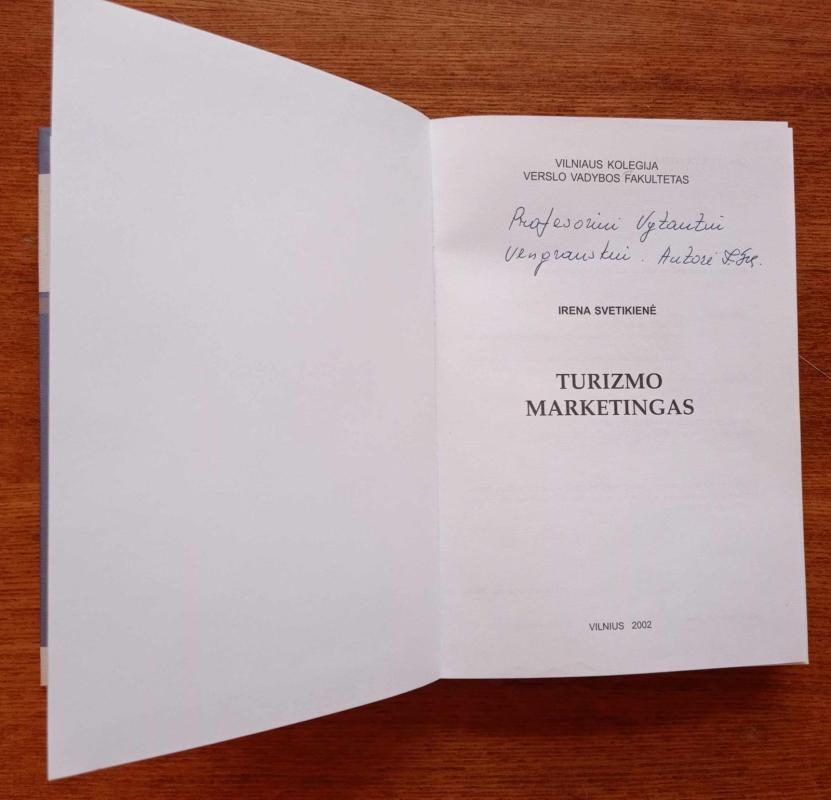 VILNIAUS KOLEGIJA
VERSLO VADYBOS FAKULTETAS
Profesoriui Vytautui
Vengrauskui. Autorė
IRENA SVETIKIENĖ
TURIZMO
MARKETINGAS
VILNIUS 2002